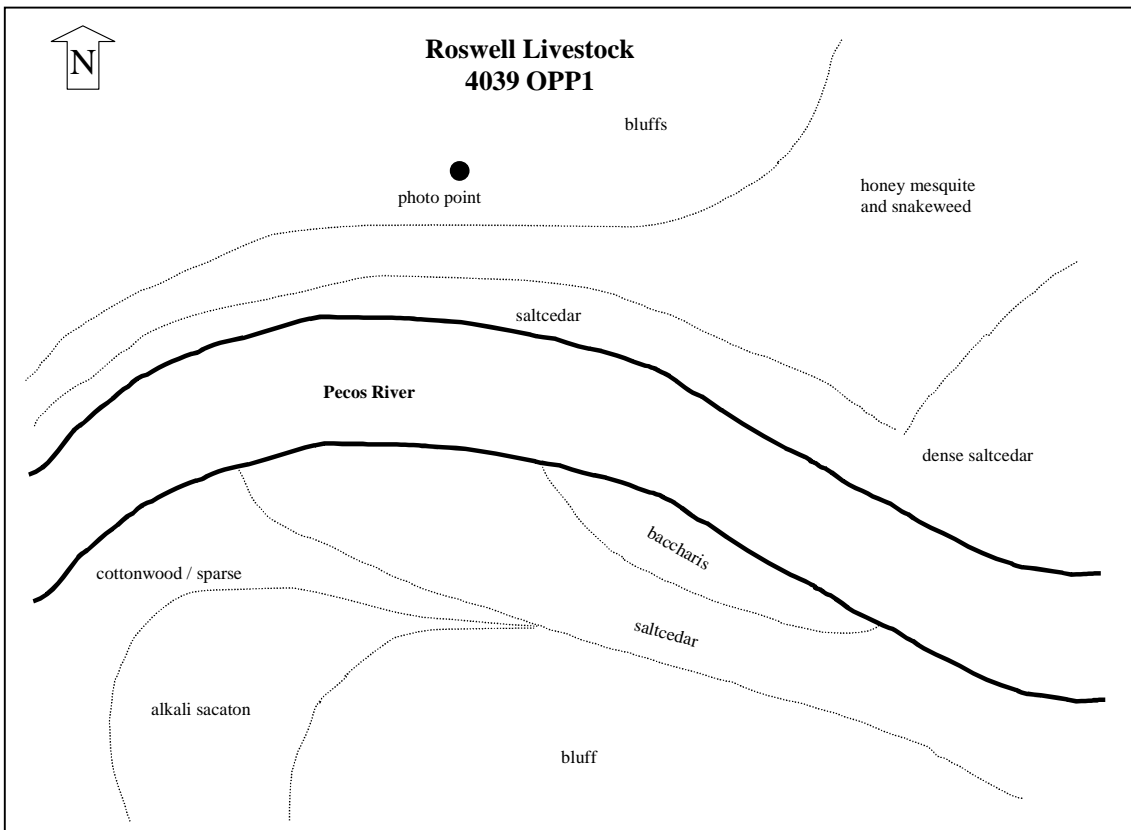 N
Roswell Livestock
4039 OPP1
bluffs
photo point
honey mesquite
and snakeweed
saltcedar
Pecos River
dense saltcedar
baccharis
cottonwood / sparse
saltcedar
alkali sacaton
bluff